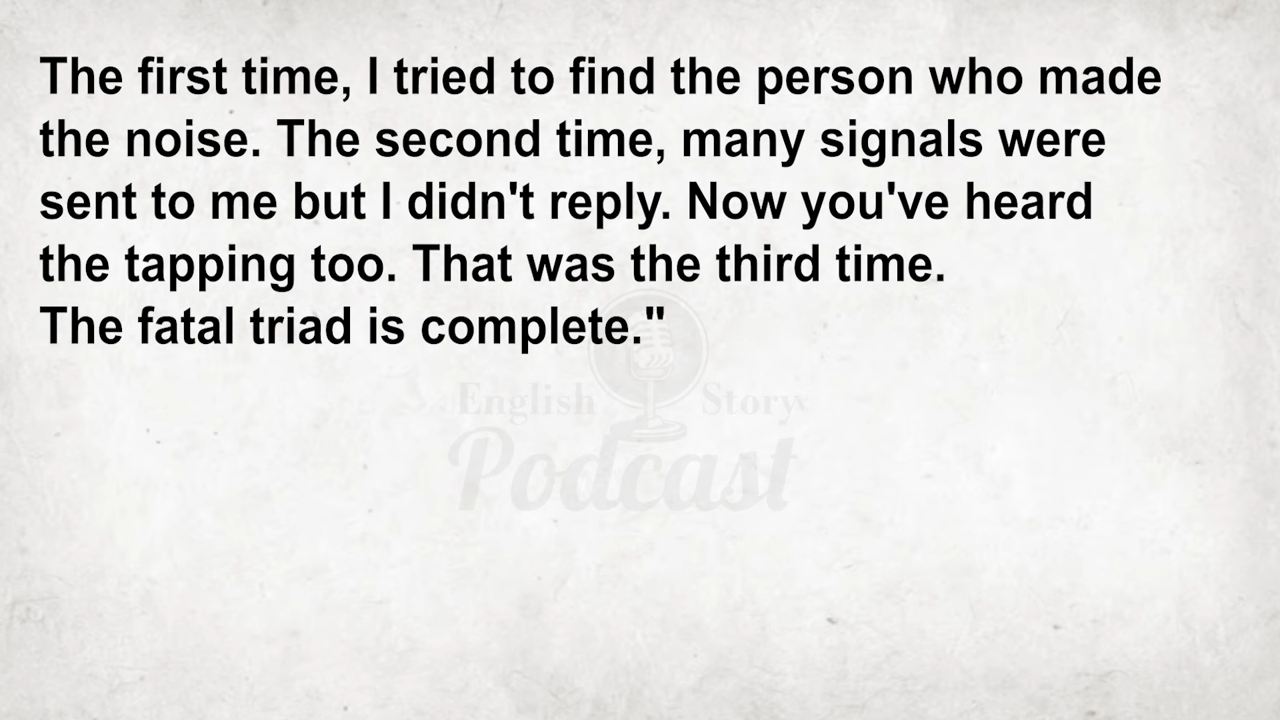 The first time, I tried to find the person who made
the noise. The second time, many signals were
sent to me but I didn't reply. Now you've heard
the tapping too. That was the third time.
The fatal triad is complete."
English Story
Podcast